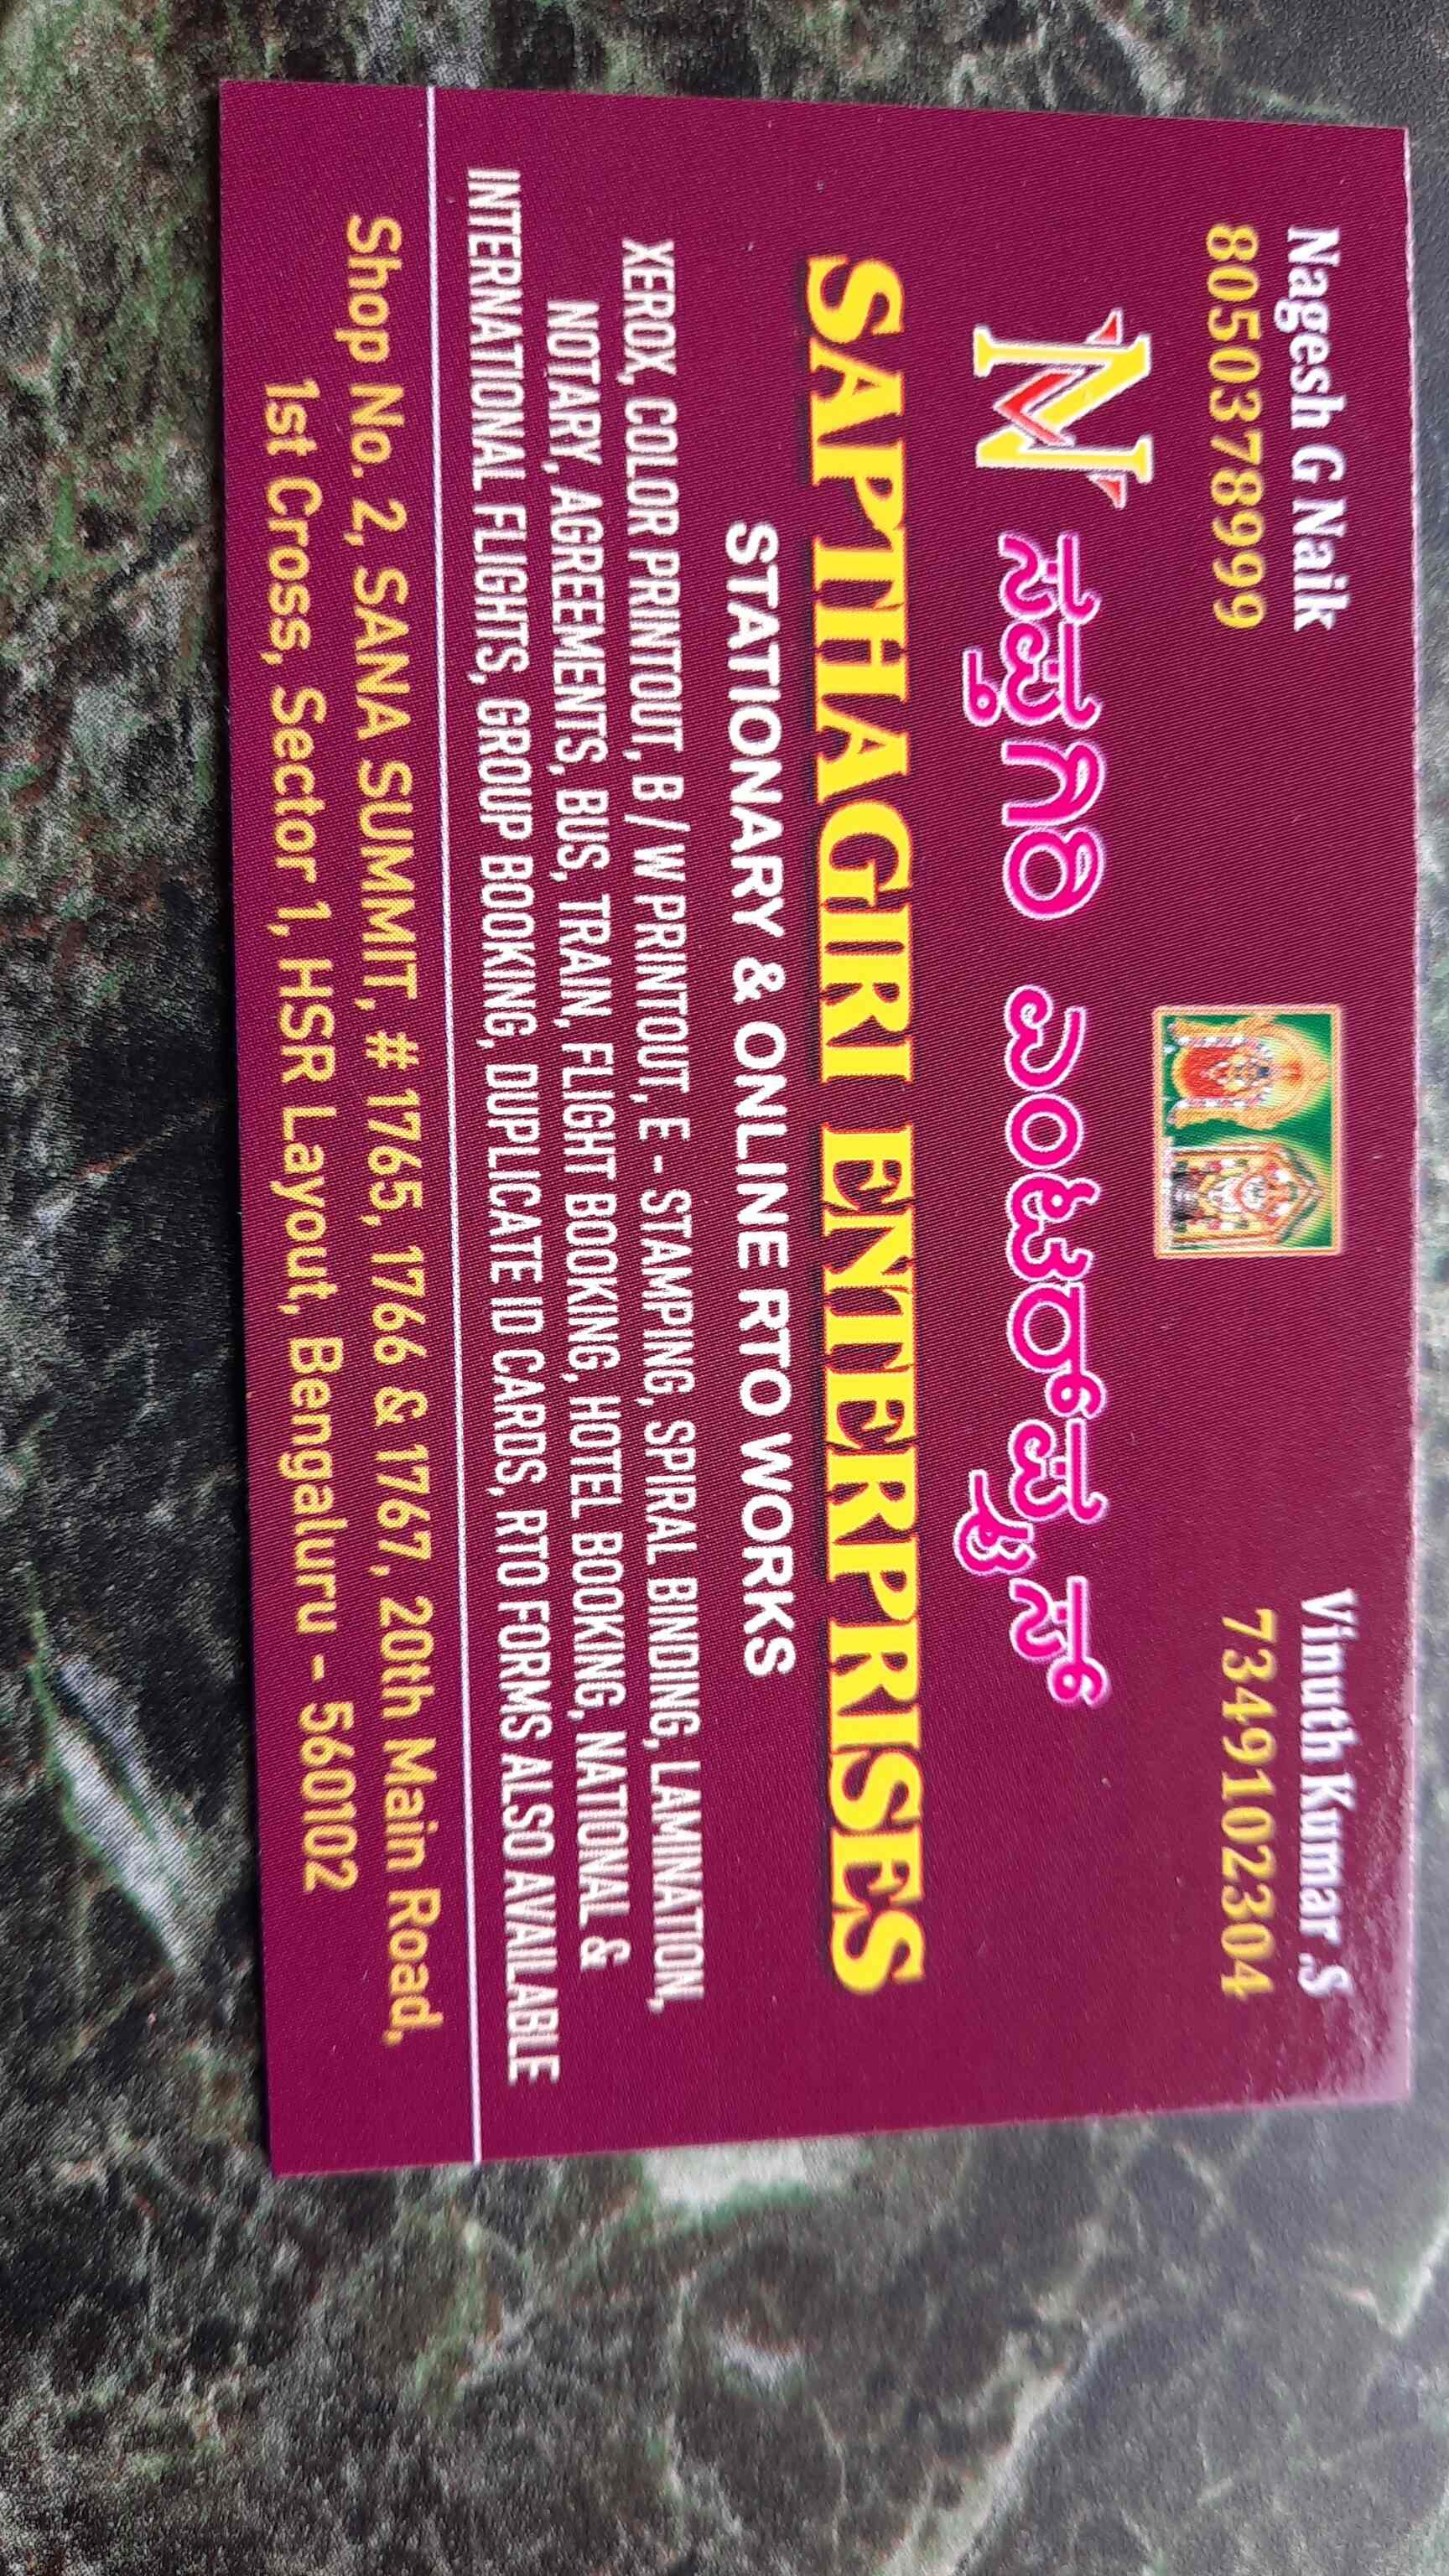 Nagesh G Naik
8050378999
Vinuth Kumar S
7349102304
N ಸಪ್ತಗಿರಿ ಎಂಟರ್‌ಪ್ರೈಸಸ್
SAPTHAGIRI ENTERPRISES
STATIONARY & ONLINE RTO WORKS
XEROX, COLOR PRINTOUT, B / W PRINTOUT, E - STAMPING, SPIRAL BINDING, LAMINATION,
NOTARY, AGREEMENTS, BUS, TRAIN, FLIGHT BOOKING, HOTEL BOOKING, NATIONAL &
INTERNATIONAL FLIGHTS, GROUP BOOKING, DUPLICATE ID CARDS, RTO FORMS ALSO AVAILABLE
Shop No. 2, SANA SUMMIT, # 1765, 1766 & 1767, 20th Main Road,
1st Cross, Sector 1, HSR Layout, Bengaluru - 560102